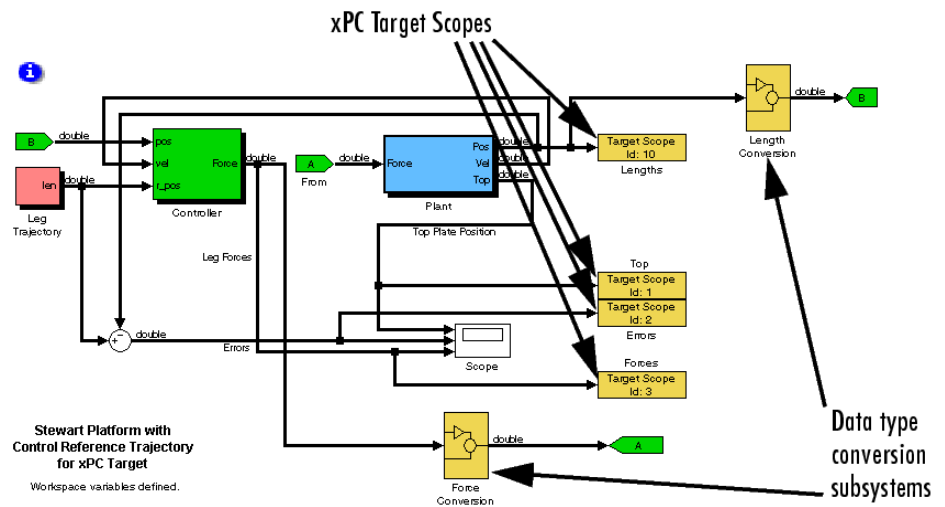 xPC Target Scopes
i
double
B
double
pos
vel
r_pos
Force
double
Controller
len
double
Leg
Trajectory
A
From
double
Force
Pos
Vel
Top
double
double
double
Plant
Target Scope
Id: 10
Lengths
double
B
Length
Conversion
Top Plate Position
Leg Forces
Top
Target Scope
Id: 1
Target Scope
Id: 2
Errors
+
−
double
Errors
Scope
Forces
Target Scope
Id: 3
Stewart Platform with
Control Reference Trajectory
for xPC Target
Workspace variables defined.
double
A
Force
Conversion
Data type
conversion
subsystems